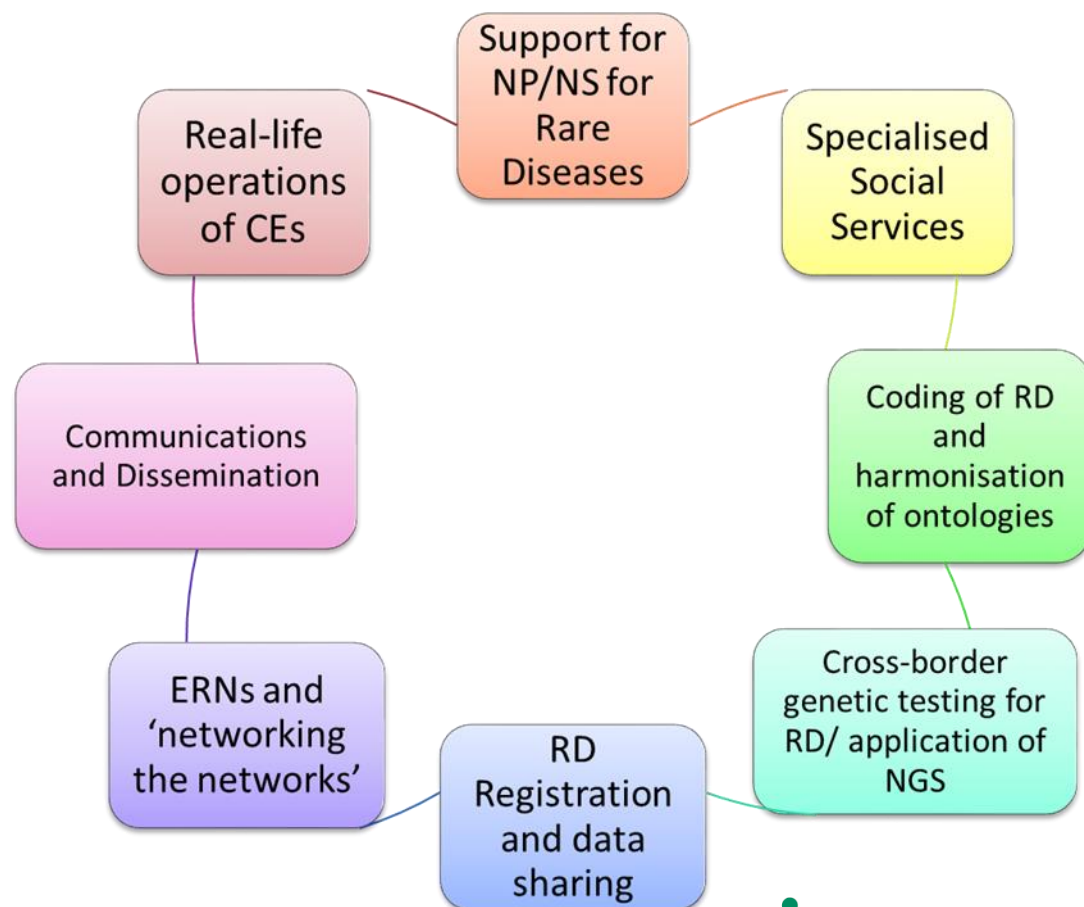 Support for
NP/NS for
Rare
Diseases
Specialised
Social
Services
Coding of RD
and
harmonisation
of ontologies
Cross-border
genetic testing for
RD/ application of
NGS
RD
Registration
and data
sharing
ERNs and
‘networking
the networks’
Communications
and Dissemination
Real-life
operations
of CEs